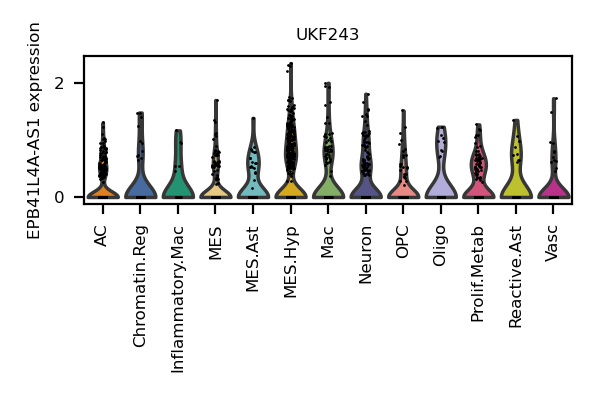 UKF243
EPB41L4A-AS1 expression
2
0
AC
Chromatin.Reg
Inflammatory.Mac
MES
MES.Ast
MES.Hyp
Mac
Neuron
OPC
Oligo
Prolif.Metab
Reactive.Ast
Vasc